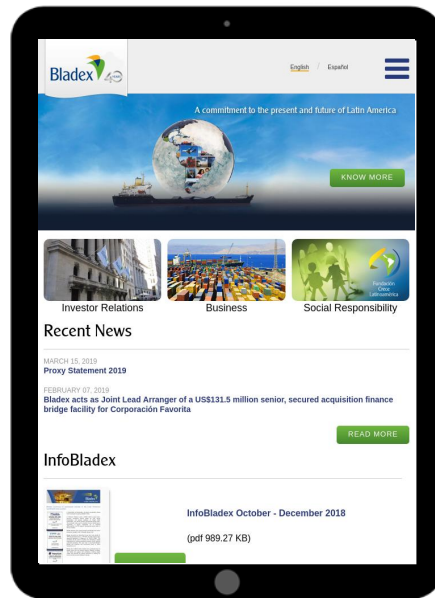 Bladex
English / Español
A commitment to the present and future of Latin America
KNOW MORE
Fundación
Crece
Latinoamérica
Investor Relations
Business
Social Responsibility
Recent News
MARCH 15, 2019
Proxy Statement 2019
FEBRUARY 07, 2019
Bladex acts as Joint Lead Arranger of a US$131.5 million senior, secured acquisition finance
bridge facility for Corporación Favorita
READ MORE
InfoBladex
InfoBladex October - December 2018
(pdf 989.27 KB)